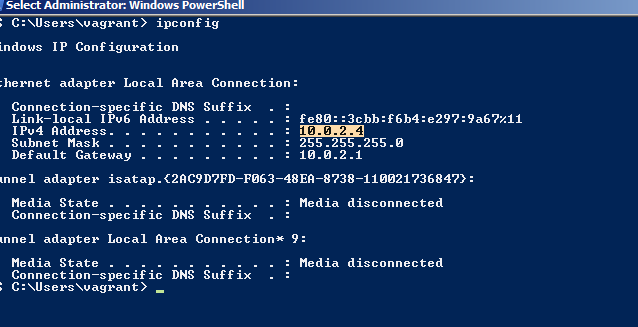 Select Administrator: Windows PowerShell
S C:\Users\vagrant> ipconfig
indows IP Configuration
thernet adapter Local Area Connection:
Connection-specific DNS Suffix . :
Link-local IPv6 Address . . . . . : fe80::3cbb:f6b4:e297:9a67%11
IPv4 Address. . . . . . . . . . . : 10.0.2.4
Subnet Mask . . . . . . . . . . . : 255.255.255.0
Default Gateway . . . . . . . . . : 10.0.2.1
unnel adapter isatap.{2AC9D7FD-F063-48EA-8738-110021736847}:
Media State . . . . . . . . . . . : Media disconnected
Connection-specific DNS Suffix . :
unnel adapter Local Area Connection* 9:
Media State . . . . . . . . . . . : Media disconnected
Connection-specific DNS Suffix . :
S C:\Users\vagrant> _